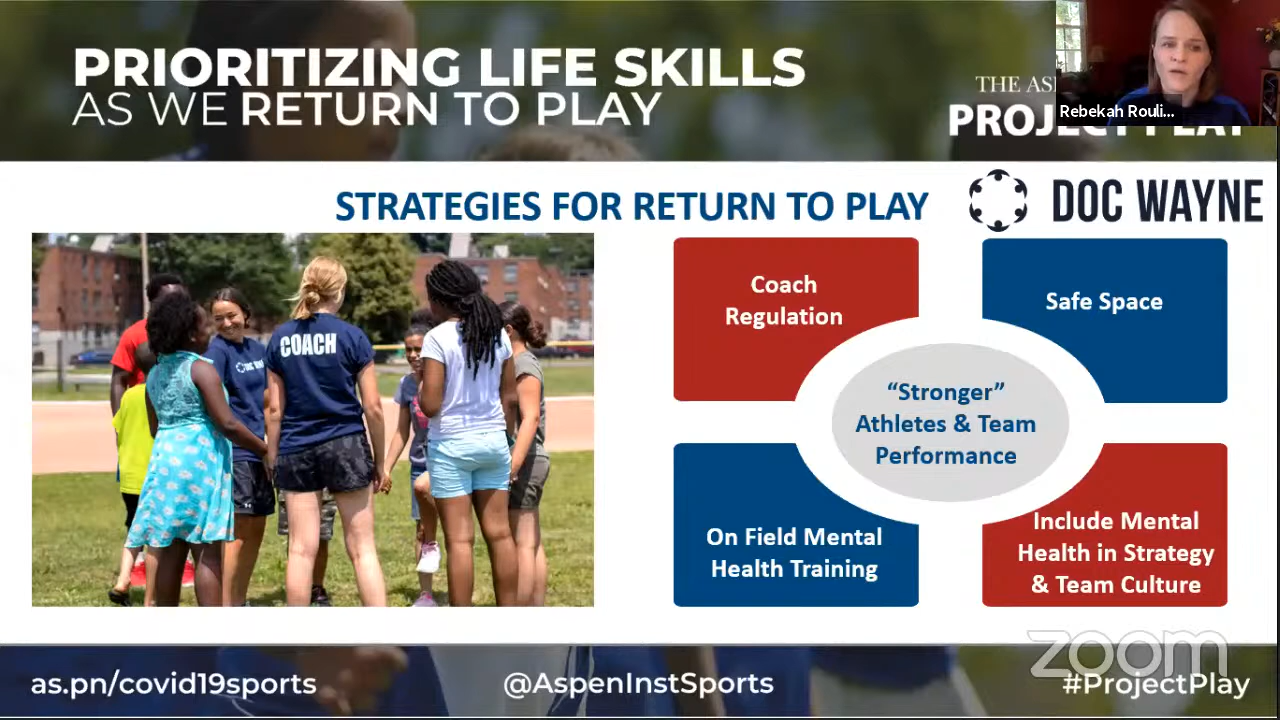 PRIORITIZING LIFE SKILLS
AS WE RETURN TO PLAY
THE
PROJECT PLAY
Rebekah Rouli...
STRATEGIES FOR RETURN TO PLAY
DOC WAYNE
COACH
DOC
Coach
Regulation
Safe Space
"Stronger"
Athletes & Team
Performance
On Field Mental
Health Training
Include Mental
Health in Strategy
& Team Culture
zoom
as.pn/covid19sports
@AspenInstSports
#ProjectPlay